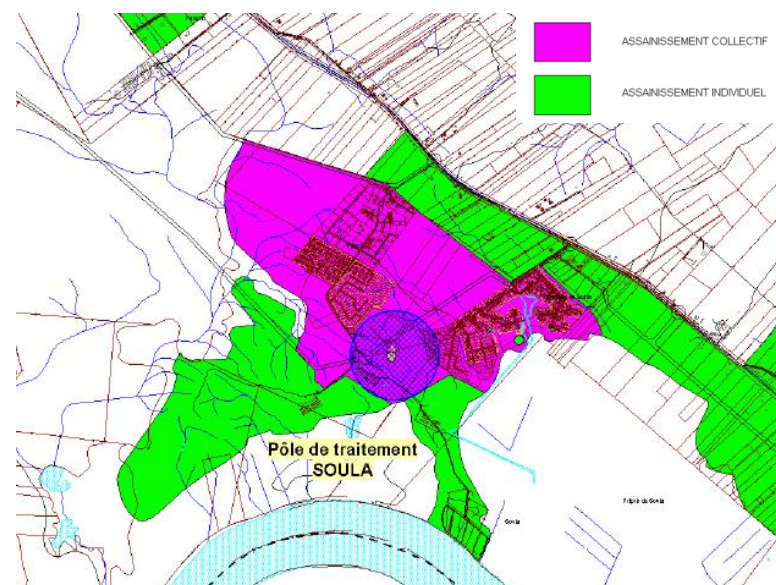 ASSAINISSEMENT COLLECTIF
ASSAINISSEMENT INDIVIDUEL
Pôle de traitement
SOULA